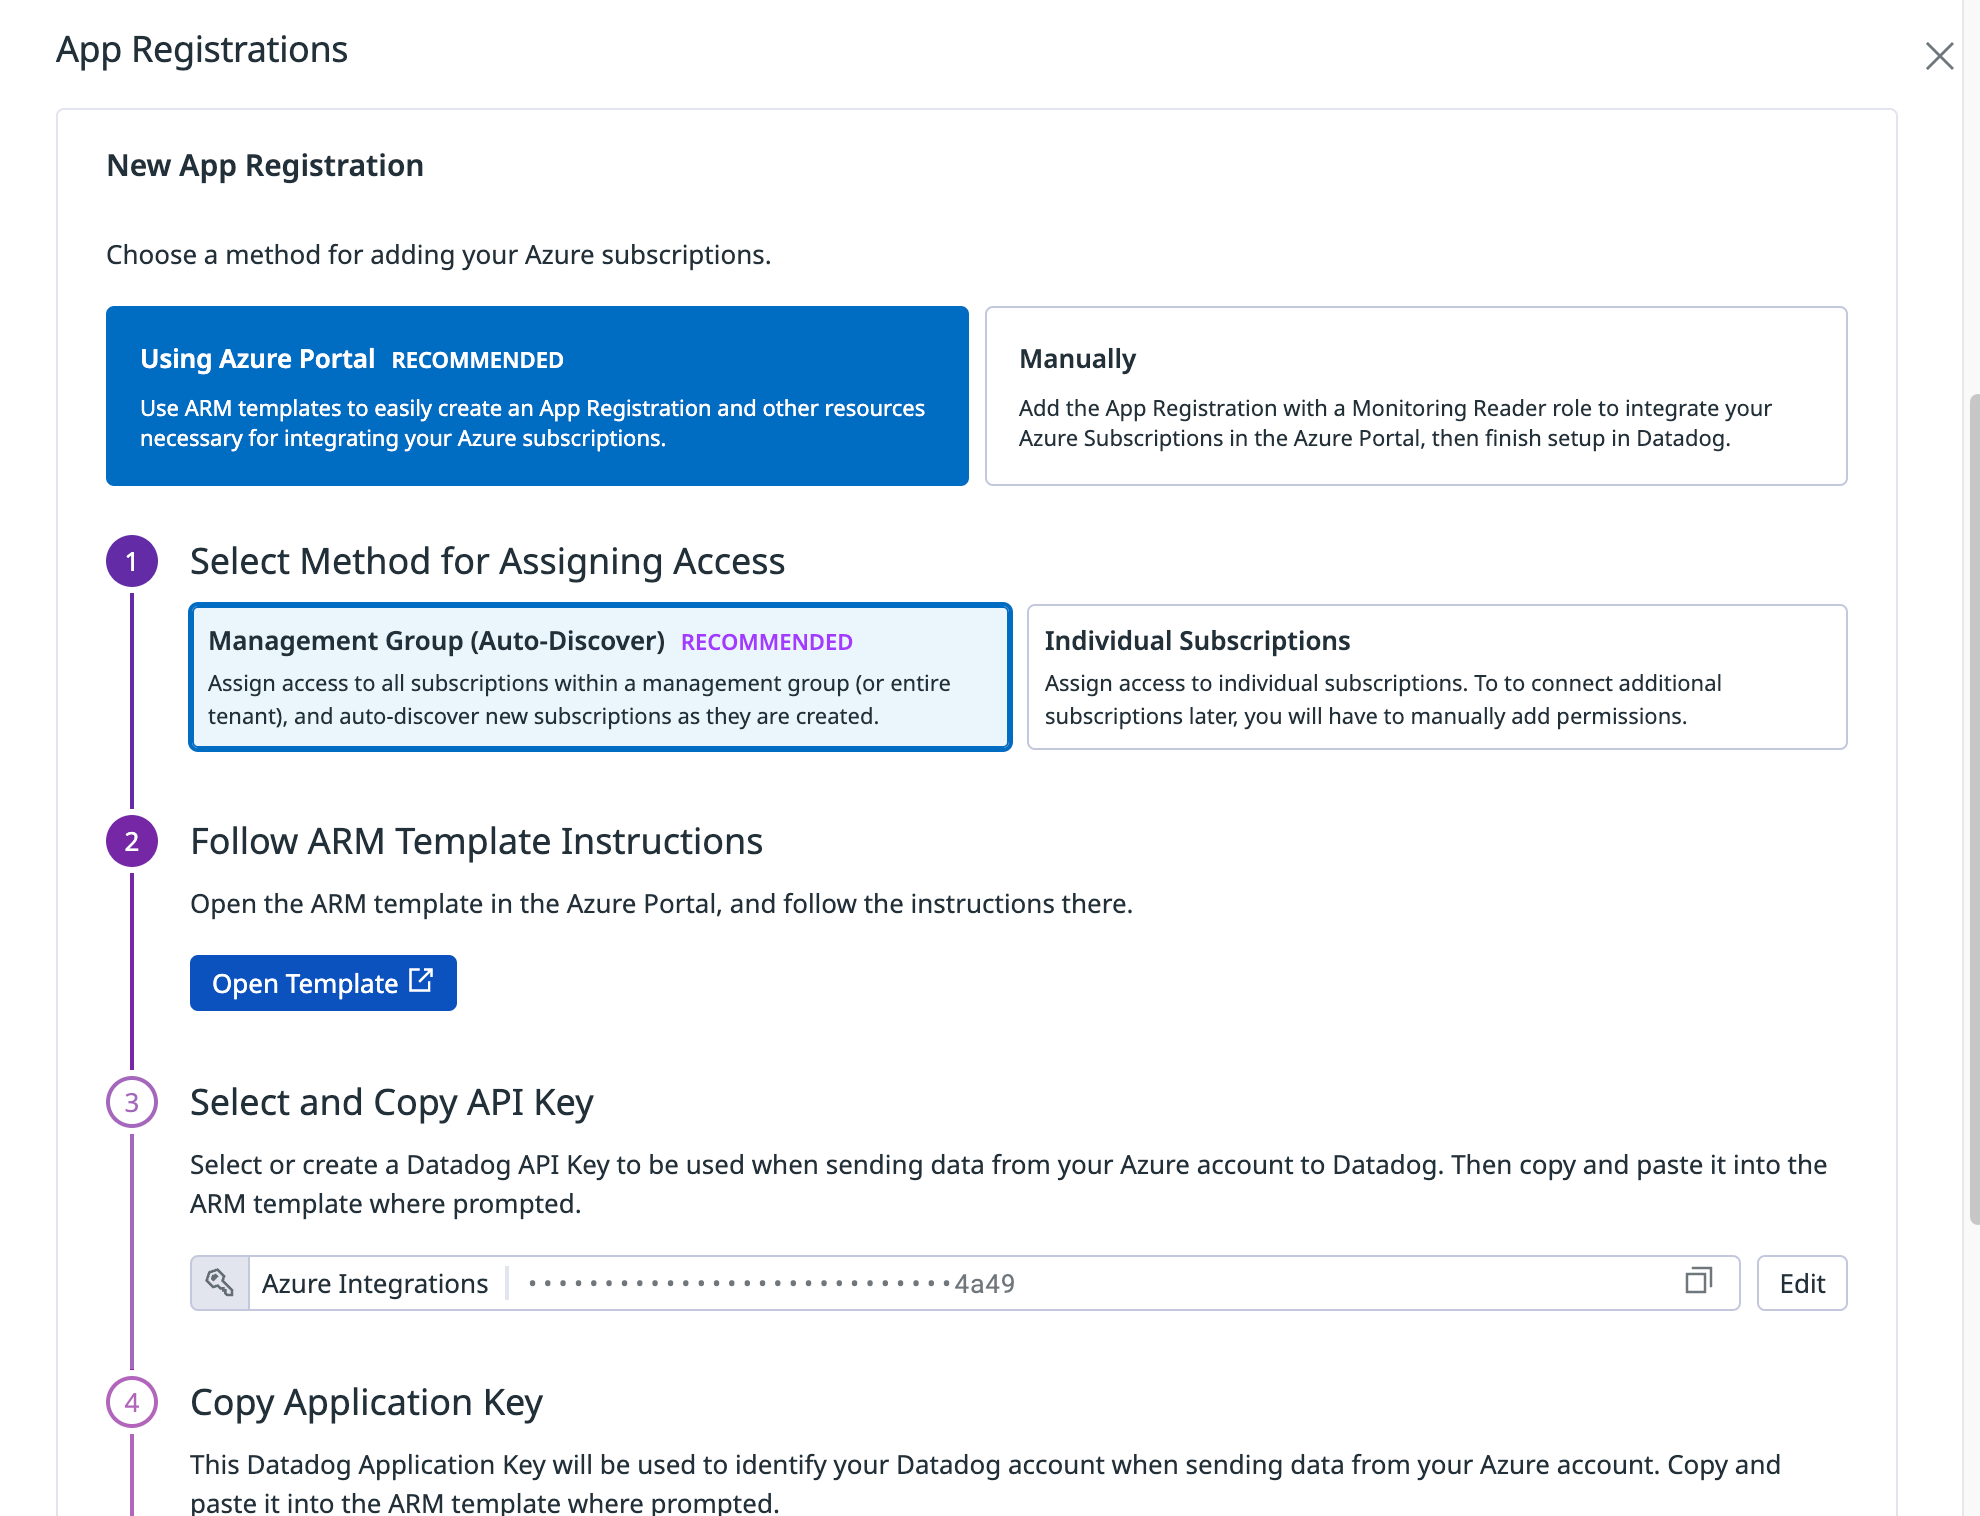 App Registrations
New App Registration
Choose a method for adding your Azure subscriptions.
Using Azure Portal RECOMMENDED
Use ARM templates to easily create an App Registration and other resources
necessary for integrating your Azure subscriptions.
Manually
Add the App Registration with a Monitoring Reader role to integrate your
Azure Subscriptions in the Azure Portal, then finish setup in Datadog.
1 Select Method for Assigning Access
Management Group (Auto-Discover) RECOMMENDED
Assign access to all subscriptions within a management group (or entire
tenant), and auto-discover new subscriptions as they are created.
Individual Subscriptions
Assign access to individual subscriptions. To to connect additional
subscriptions later, you will have to manually add permissions.
2 Follow ARM Template Instructions
Open the ARM template in the Azure Portal, and follow the instructions there.
Open Template
3 Select and Copy API Key
Select or create a Datadog API Key to be used when sending data from your Azure account to Datadog. Then copy and paste it into the
ARM template where prompted.
Azure Integrations ••••••••••••••••••••••••••••4a49
Edit
4 Copy Application Key
This Datadog Application Key will be used to identify your Datadog account when sending data from your Azure account. Copy and
paste it into the ARM template where prompted.